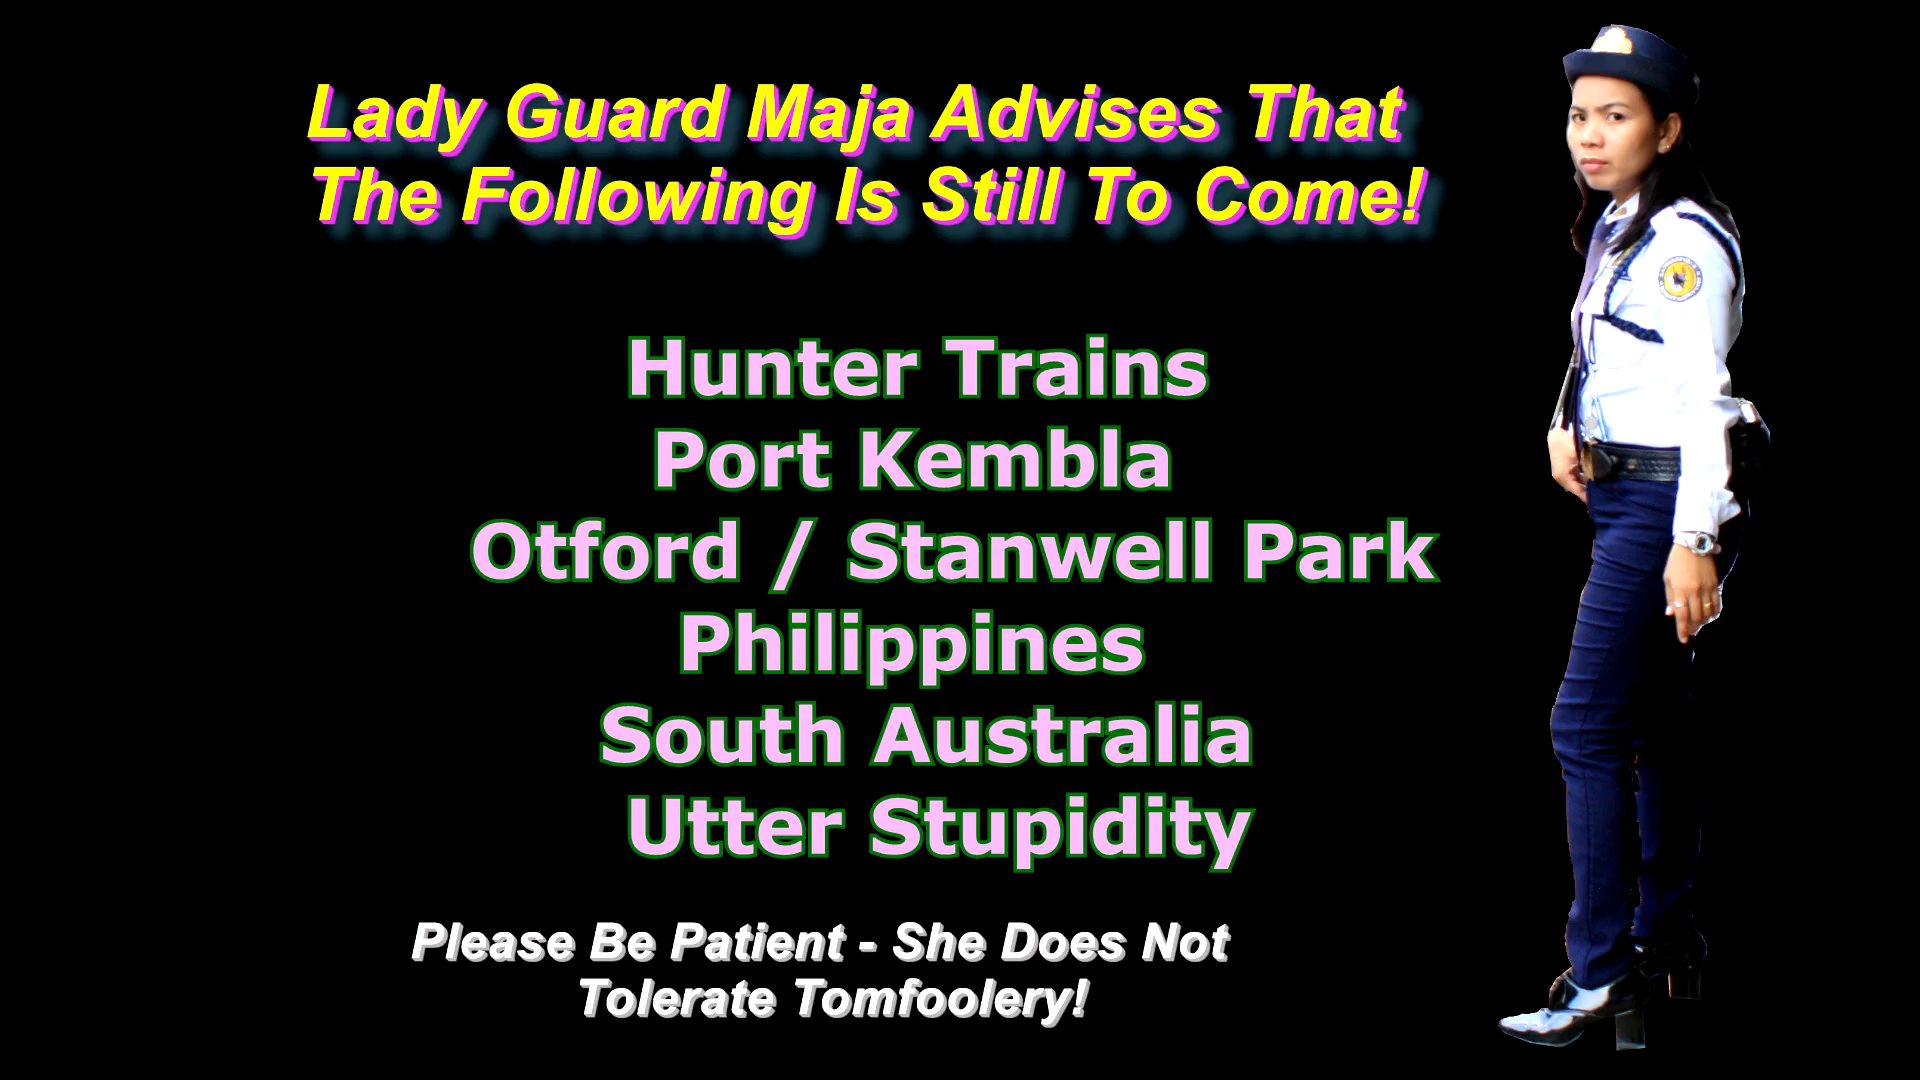 Lady Guard Maja Advises That
The Following Is Still To Come!
Hunter Trains
Port Kembla
Otford / Stanwell Park
Philippines
South Australia
Utter Stupidity
Please Be Patient - She Does Not
Tolerate Tomfoolery!